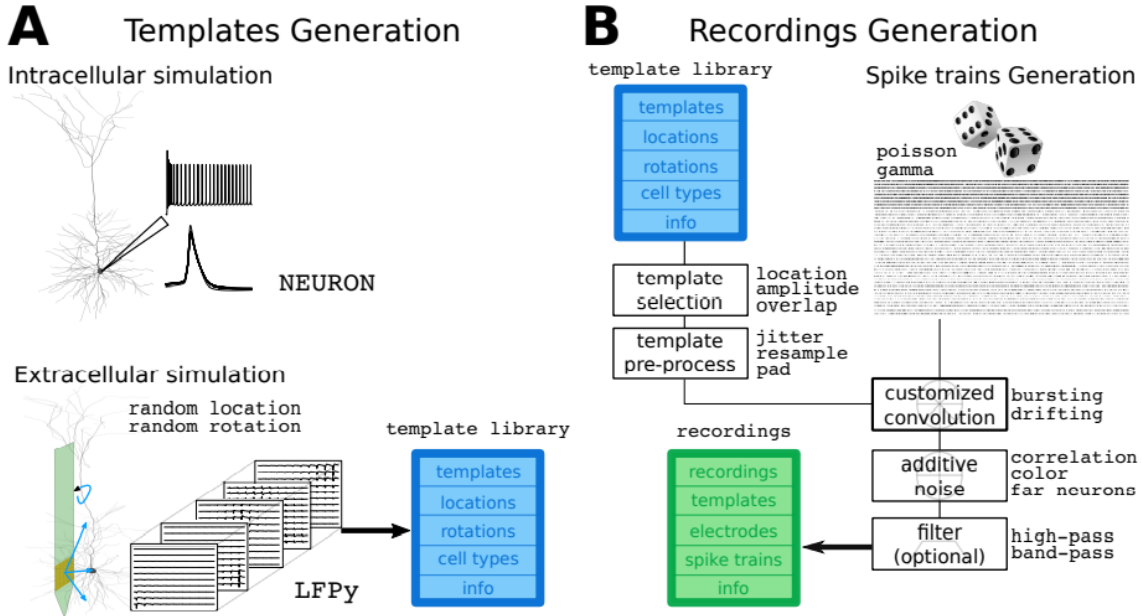 A Templates Generation
Intracellular simulation
NEURON
Extracellular simulation
random location
random rotation
LFPy
template library
templates
locations
rotations
cell types
info
B Recordings Generation
template library
templates
locations
rotations
cell types
info
template
selection
location
amplitude
overlap
template
pre-process
jitter
resample
pad
Spike trains Generation
poisson
gamma
customized
convolution
bursting
drifting
additive
noise
correlation
color
far neurons
filter
(optional)
high-pass
band-pass
recordings
recordings
templates
electrodes
spike trains
info